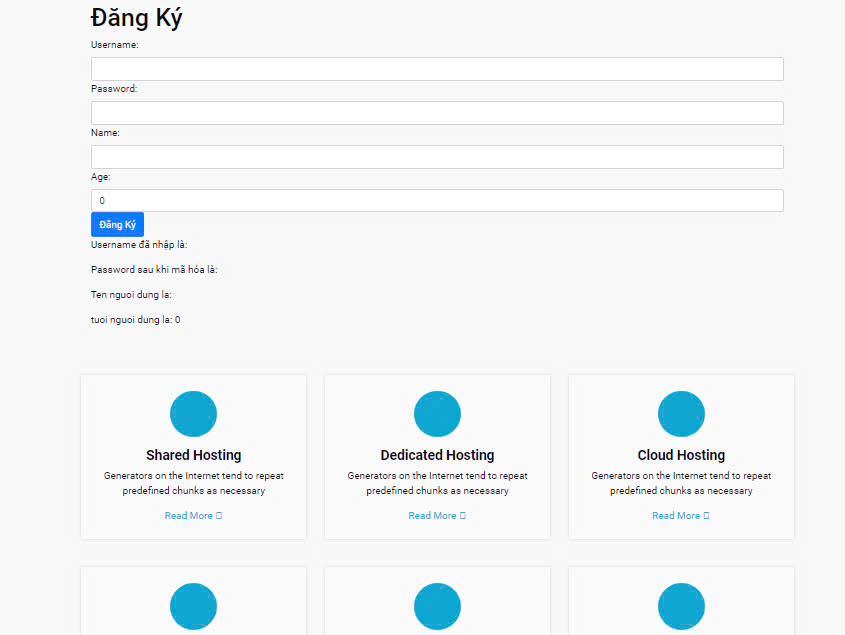 Đăng Ký
Username:
Password:
Name:
Age:
0
Đăng Ký
Username đã nhập là:
Password sau khi mã hóa là:
Ten nguoi dung la:
tuoi nguoi dung la: 0
Shared Hosting
Generators on the Internet tend to repeat
predefined chunks as necessary
Read More
Dedicated Hosting
Generators on the Internet tend to repeat
predefined chunks as necessary
Read More
Cloud Hosting
Generators on the Internet tend to repeat
predefined chunks as necessary
Read More